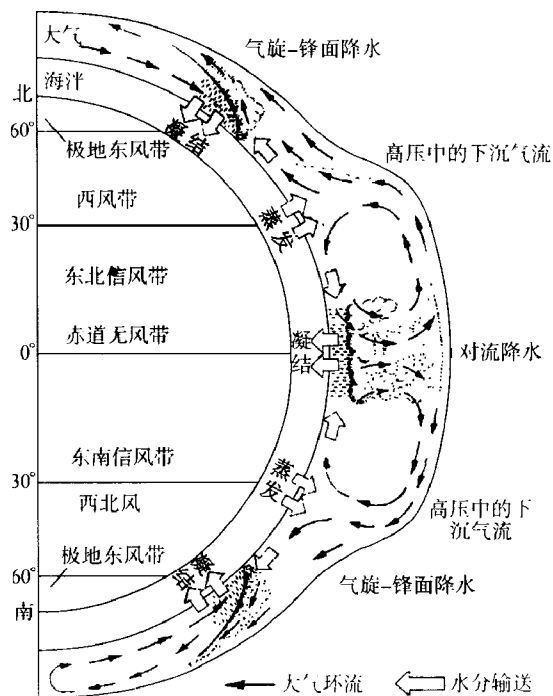 大气
气旋-锋面降水
海洋
北
60°
凝结
极地东风带
高压中的下沉气流
西风带
蒸发
30°
东北信风带
赤道无风带
凝结
0°
对流降水
东南信风带
30°
蒸发
西北风
高压中的下
沉气流
极地东风带
60°
凝结
气旋-锋面降水
南
大气环流
水分输送